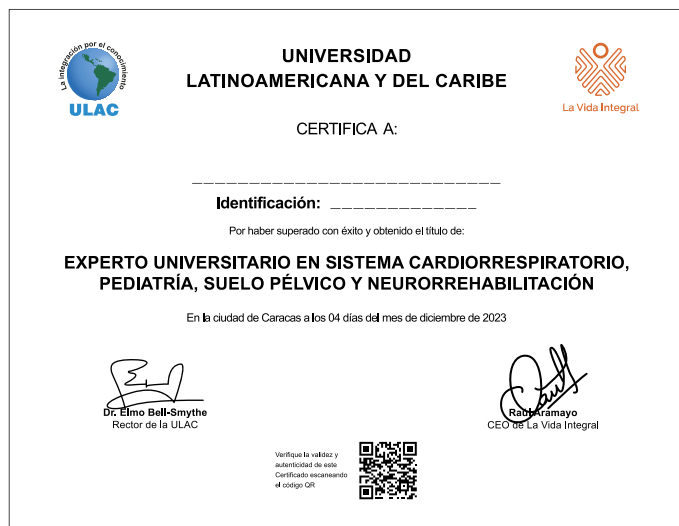 La integración por el conocimiento
ULAC
UNIVERSIDAD
LATINOAMERICANA Y DEL CARIBE
La Vida Integral
CERTIFICA A:
___________________________
Identificación: _____________
Por haber superado con éxito y obtenido el título de:
EXPERTO UNIVERSITARIO EN SISTEMA CARDIORRESPIRATORIO,
PEDIATRÍA, SUELO PÉLVICO Y NEURORREHABILITACIÓN
En la ciudad de Caracas a los 04 días del mes de diciembre de 2023
Dr. Elmo Bell-Smythe
Rector de la ULAC
Raúl Aramayo
CEO de La Vida Integral
Verifique la validez y
autenticidad de este
Certificado escaneando
el código QR